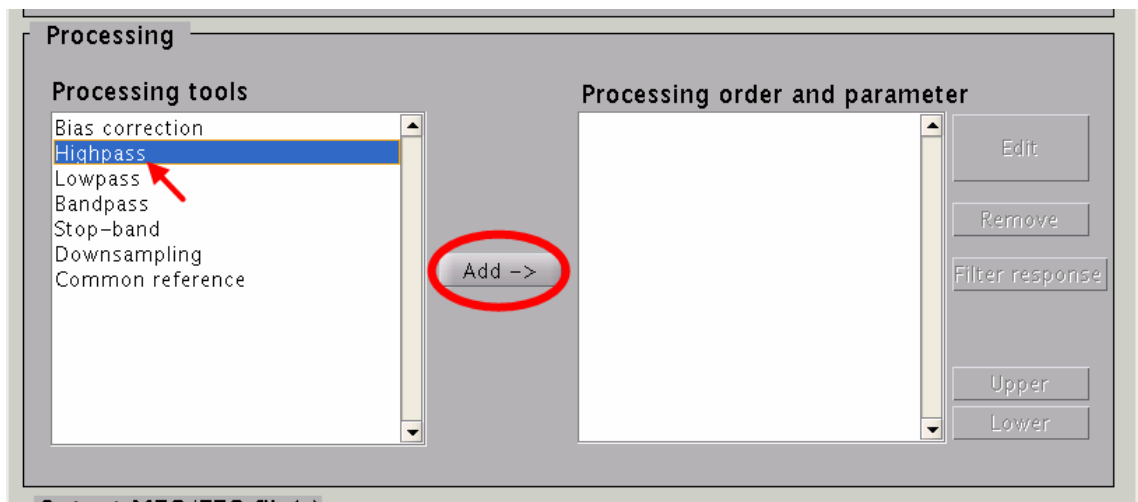 Processing
Processing tools
Bias correction
Highpass
Lowpass
Bandpass
Stop-band
Downsampling
Common reference
Add ->
Processing order and parameter
Edit
Remove
Filter response
Upper
Lower